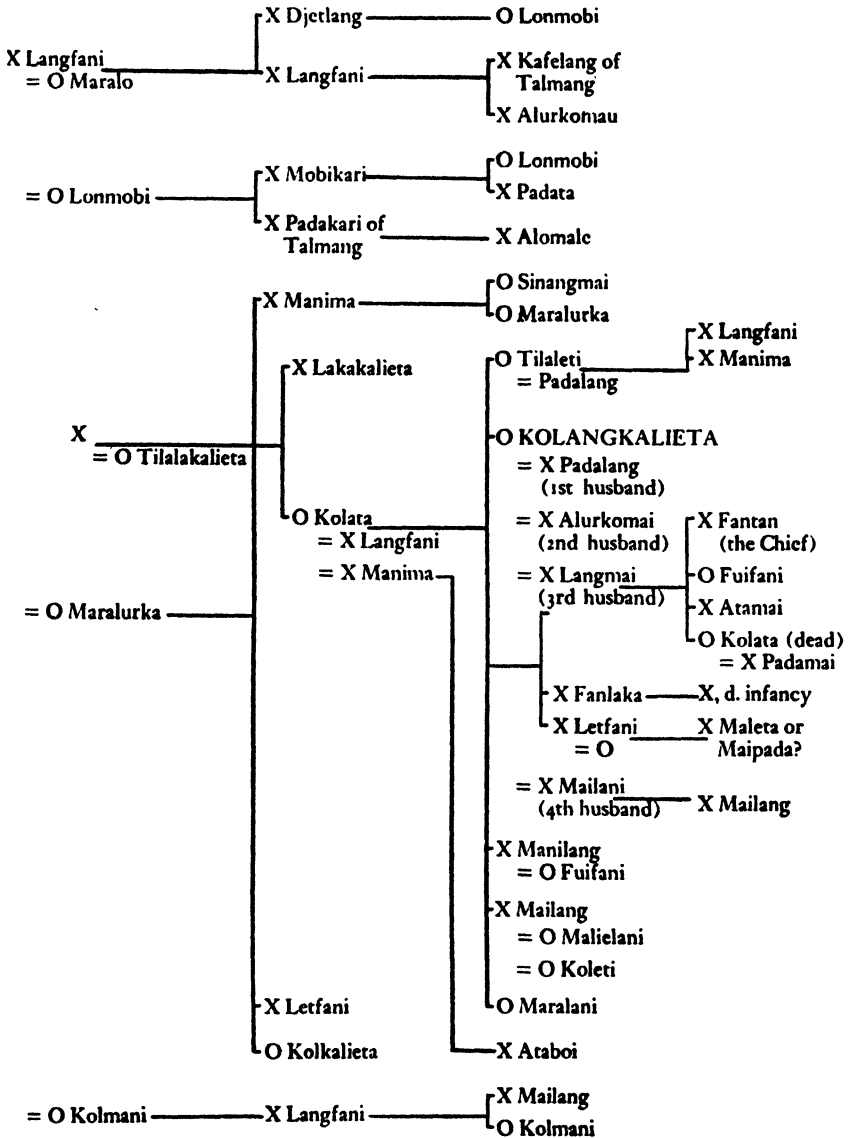 X Djetlang O Lonmobi
X Langfani
= O Maralo
X Langfani
X Kafelang of
Talmang
X Alurkomau
= O Lonmobi
X Mobikari
O Lonmobi
X Padata
X Padakari of
Talmang
X Alomale
X Manima
O Sinangmai
O Maralurka
X Lakakalieta
O Tilaleti
= Padalang
X Langfani
X Manima
X
= O Tilalakalieta
O KOLANGKALIETA
= X Padalang
(1st husband)
O Kolata
= X Langfani
= X Manima
= X Alurkomai
(2nd husband)
= X Langmai
(3rd husband)
X Fantan
(the Chief)
O Fuifani
X Atamai
O Kolata (dead)
= X Padamai
= O Maralurka
X Fanlaka X, d. infancy
X Letfani
= O
X Maleta or
Maipada?
= X Mailani
(4th husband)
X Mailang
X Manilang
= O Fuifani
X Mailang
= O Malielani
= O Koleti
X Letfani
O Maralani
O Kolkalieta
X Ataboi
= O Kolmani X Langfani
X Mailang
O Kolmani